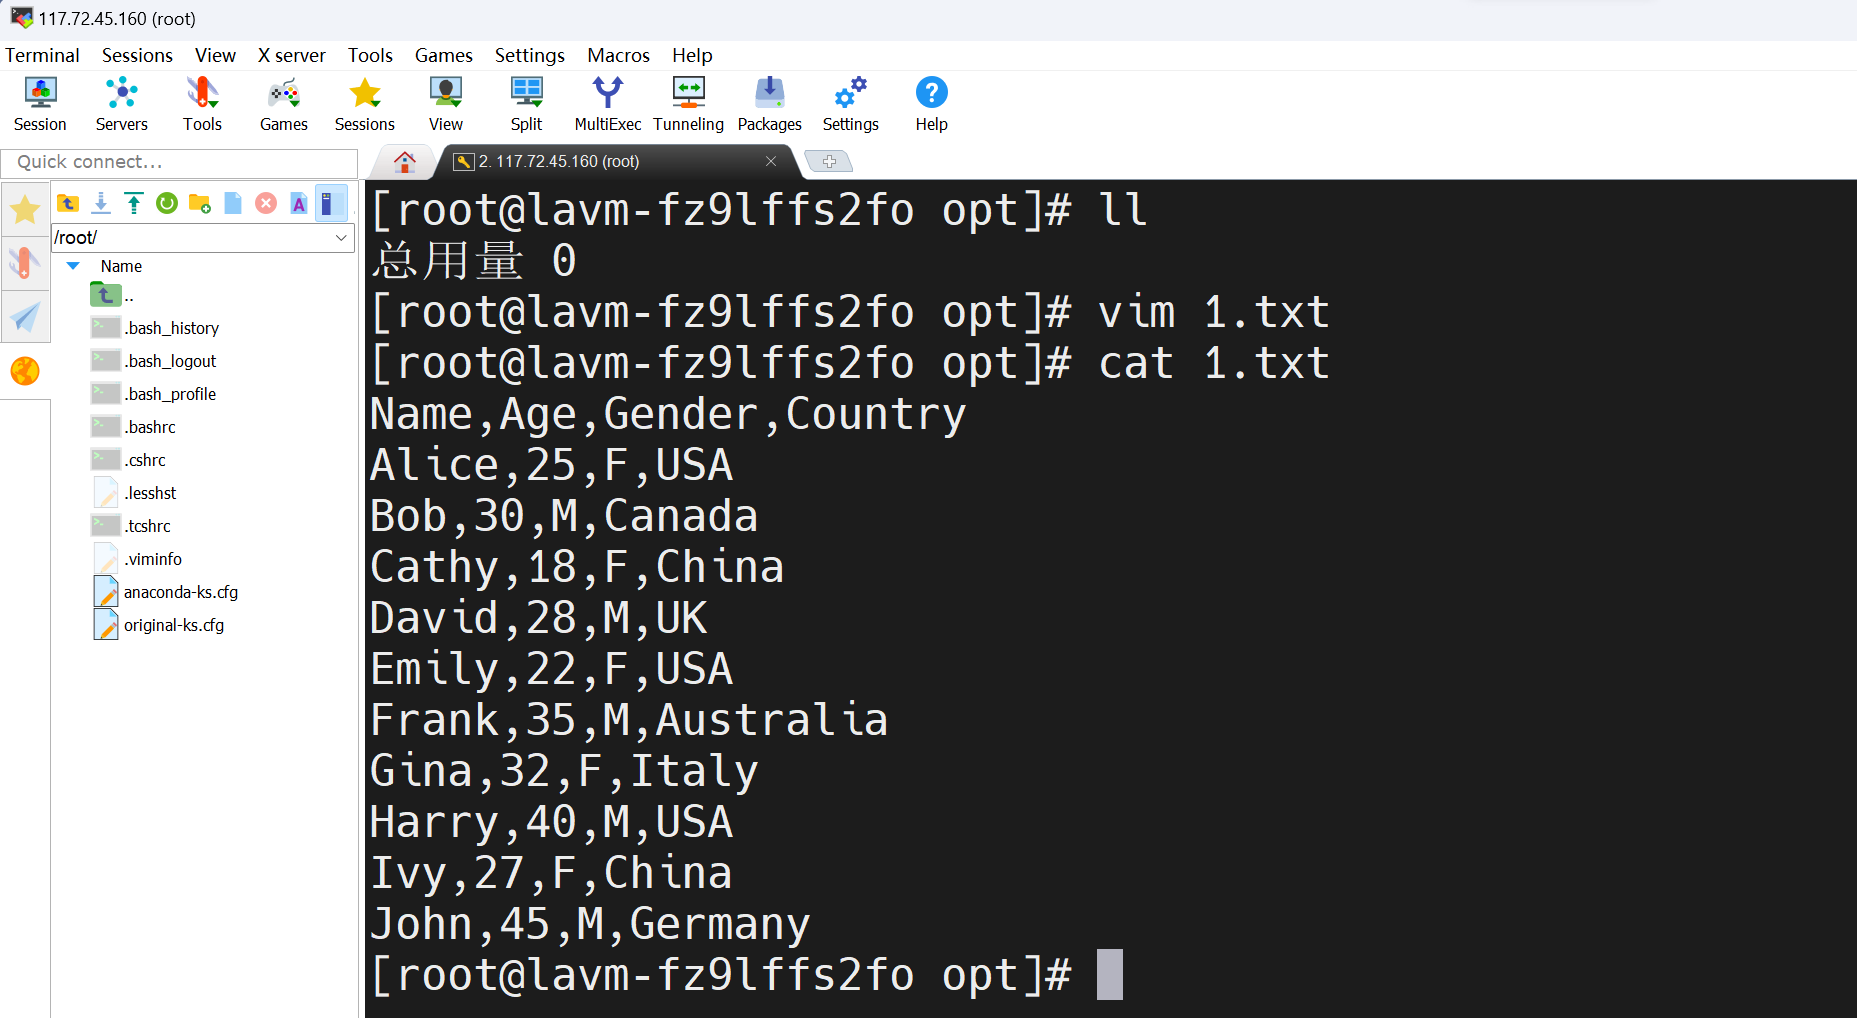 117.72.45.160 (root)
Terminal Sessions View X server Tools Games Settings Macros Help
Session Servers Tools Games Sessions View Split MultiExec Tunneling Packages Settings Help
Quick connect...
2. 117.72.45.160 (root)
/root/
Name
..
.bash_history
.bash_logout
.bash_profile
.bashrc
.cshrc
.lesshst
.tcshrc
.viminfo
anaconda-ks.cfg
original-ks.cfg
[root@lavm-fz9lffs2fo opt]# ll
总用量 0
[root@lavm-fz9lffs2fo opt]# vim 1.txt
[root@lavm-fz9lffs2fo opt]# cat 1.txt
Name,Age,Gender,Country
Alice,25,F,USA
Bob,30,M,Canada
Cathy,18,F,China
David,28,M,UK
Emily,22,F,USA
Frank,35,M,Australia
Gina,32,F,Italy
Harry,40,M,USA
Ivy,27,F,China
John,45,M,Germany
[root@lavm-fz9lffs2fo opt]#